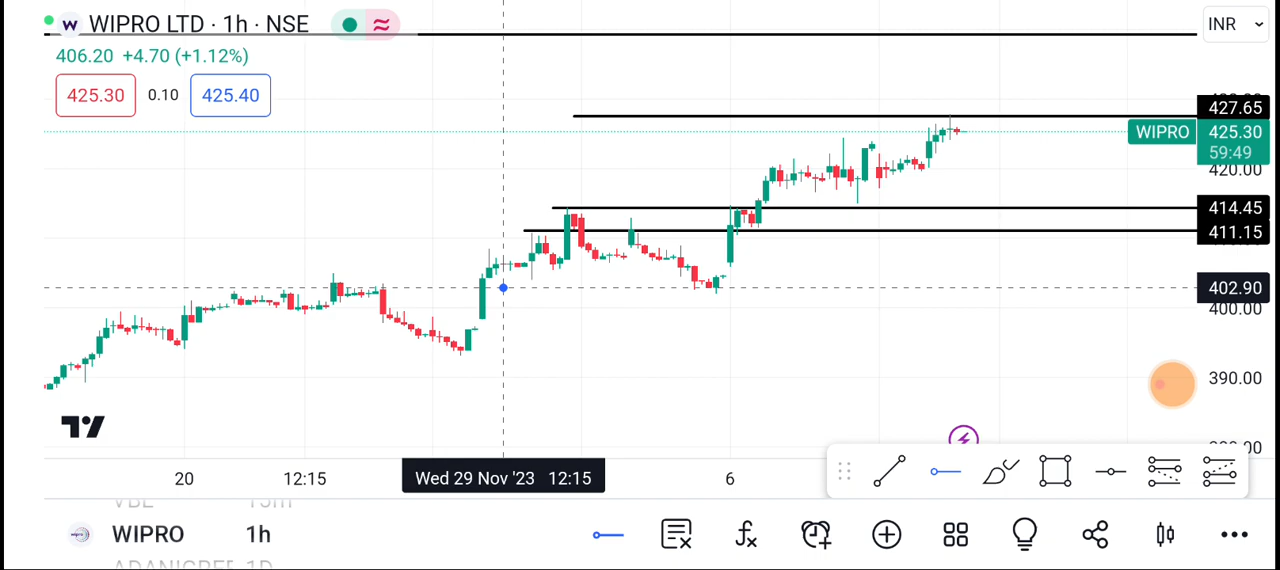 W WIPRO LTD · 1h · NSE
INR
406.20 +4.70 (+1.12%)
425.30 0.10 425.40
427.65
WIPRO 425.30
59:49
420.00
414.45
411.15
402.90
400.00
390.00
20 12:15 Wed 29 Nov '23 12:15 6
VBL 15m
WIPRO 1h